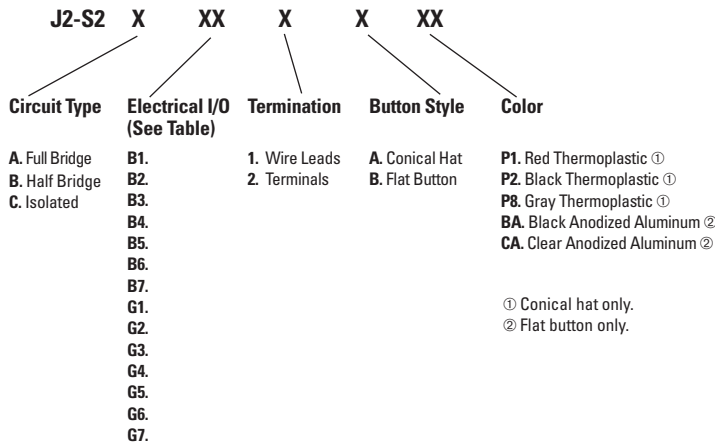 J2-S2 X XX X X XX
Circuit Type
A. Full Bridge
B. Half Bridge
C. Isolated
Electrical I/O
(See Table)
B1.
B2.
B3.
B4.
B5.
B6.
B7.
G1.
G2.
G3.
G4.
G5.
G6.
G7.
Termination
1. Wire Leads
2. Terminals
Button Style
A. Conical Hat
B. Flat Button
Color
P1. Red Thermoplastic ①
P2. Black Thermoplastic ①
P8. Gray Thermoplastic ①
BA. Black Anodized Aluminum ②
CA. Clear Anodized Aluminum ②
① Conical hat only.
② Flat button only.